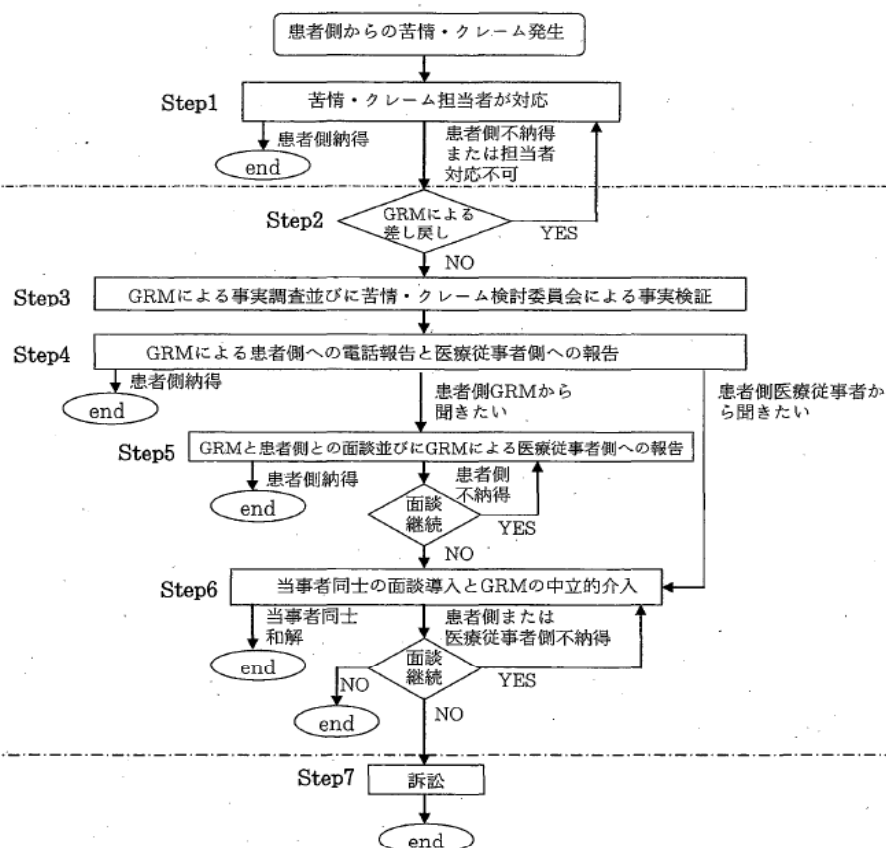 患者側からの苦情・クレーム発生
Step1
苦情・クレーム担当者が対応
患者側納得
end
患者側不納得
または担当者
対応不可
Step2
GRMによる
差し戻し
YES
NO
Step3
GRMによる事実調査並びに苦情・クレーム検討委員会による事実検証
Step4
GRMによる患者側への電話報告と医療従事者側への報告
患者側納得
end
患者側GRMから
聞きたい
患者側医療従事者か
ら聞きたい
Step5
GRMと患者側との面談並びにGRMによる医療従事者側への報告
患者側納得
end
患者側
不納得
面談
継続
YES
NO
Step6
当事者同士の面談導入とGRMの中立的介入
当事者同士
和解
end
患者側または
医療従事者側不納得
面談
継続
YES
NO
end
NO
Step7
訴訟
end